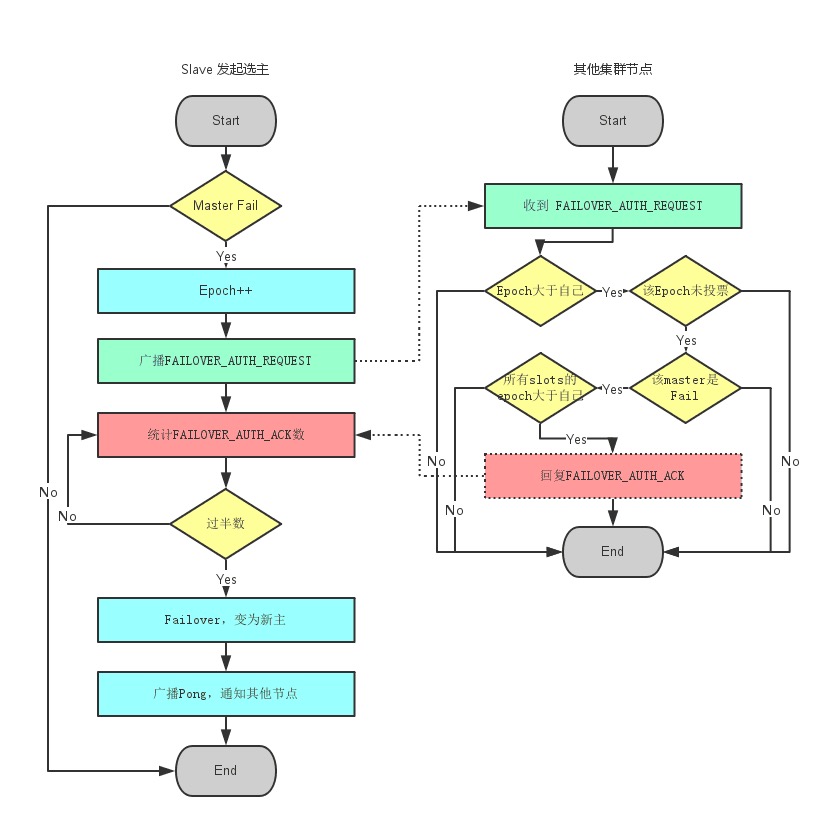 Slave 发起选主
Start
Master Fail
Yes
Epoch++
广播FAILOVER_AUTH_REQUEST
统计FAILOVER_AUTH_ACK数
过半数
No
No
Yes
Failover，变为新主
广播Pong，通知其他节点
End
其他集群节点
Start
收到 FAILOVER_AUTH_REQUEST
Epoch大于自己
Yes
该Epoch未投票
Yes
该master是
Fail
Yes
所有slots的
epoch大于自己
Yes
回复FAILOVER_AUTH_ACK
No
No
No
No
End